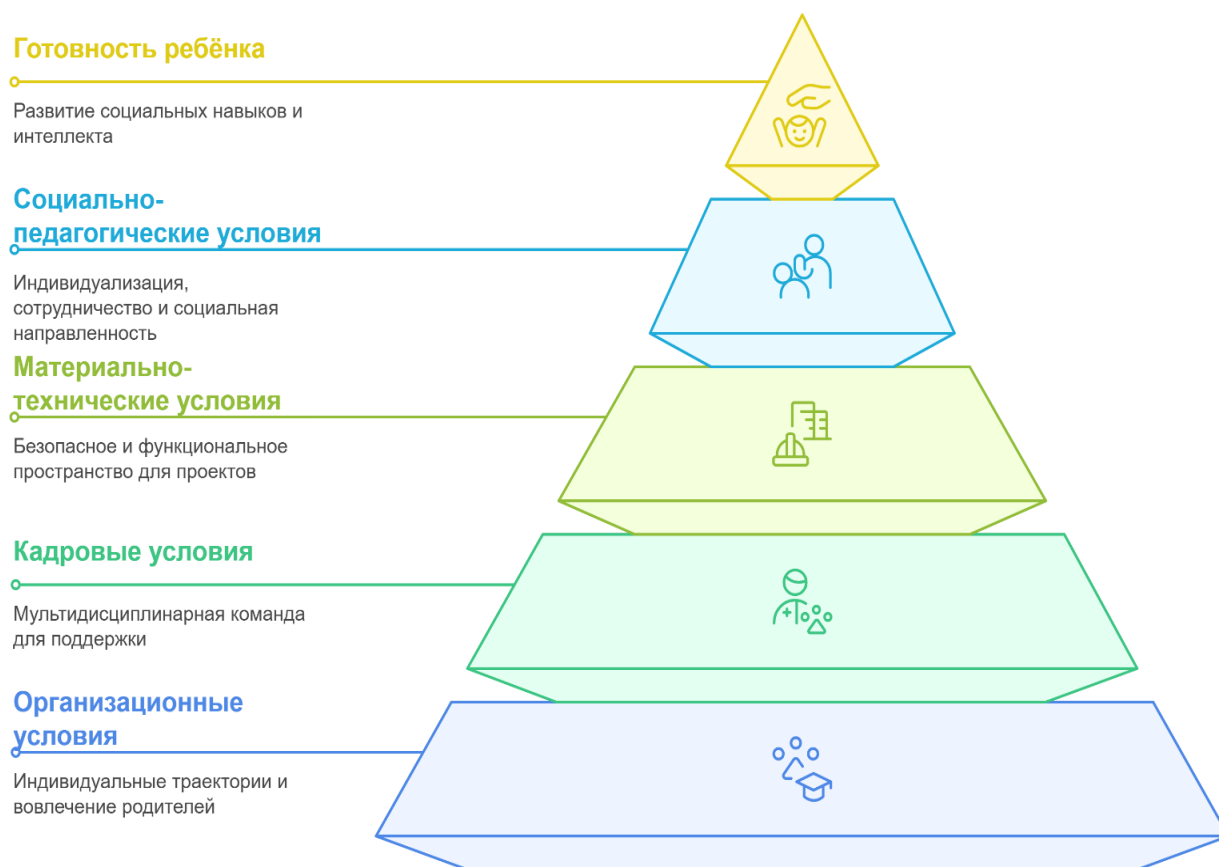 Готовность ребёнка
Развитие социальных навыков и
интеллекта
Социально-
педагогические условия
Индивидуализация,
сотрудничество и социальная
направленность
Материально-
технические условия
Безопасное и функциональное
пространство для проектов
Кадровые условия
Мультидисциплинарная команда
для поддержки
Организационные
условия
Индивидуальные траектории и
вовлечение родителей